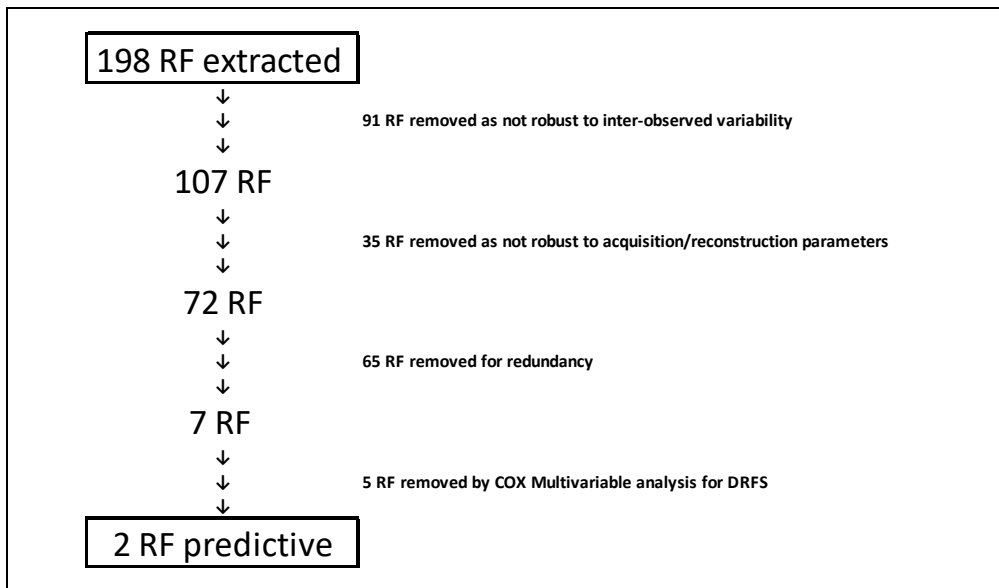 198 RF extracted
↓
↓
↓
91 RF removed as not robust to inter-observed variability
107 RF
↓
↓
↓
35 RF removed as not robust to acquisition/reconstruction parameters
72 RF
↓
↓
↓
65 RF removed for redundancy
7 RF
↓
↓
↓
5 RF removed by COX Multivariable analysis for DRFS
2 RF predictive